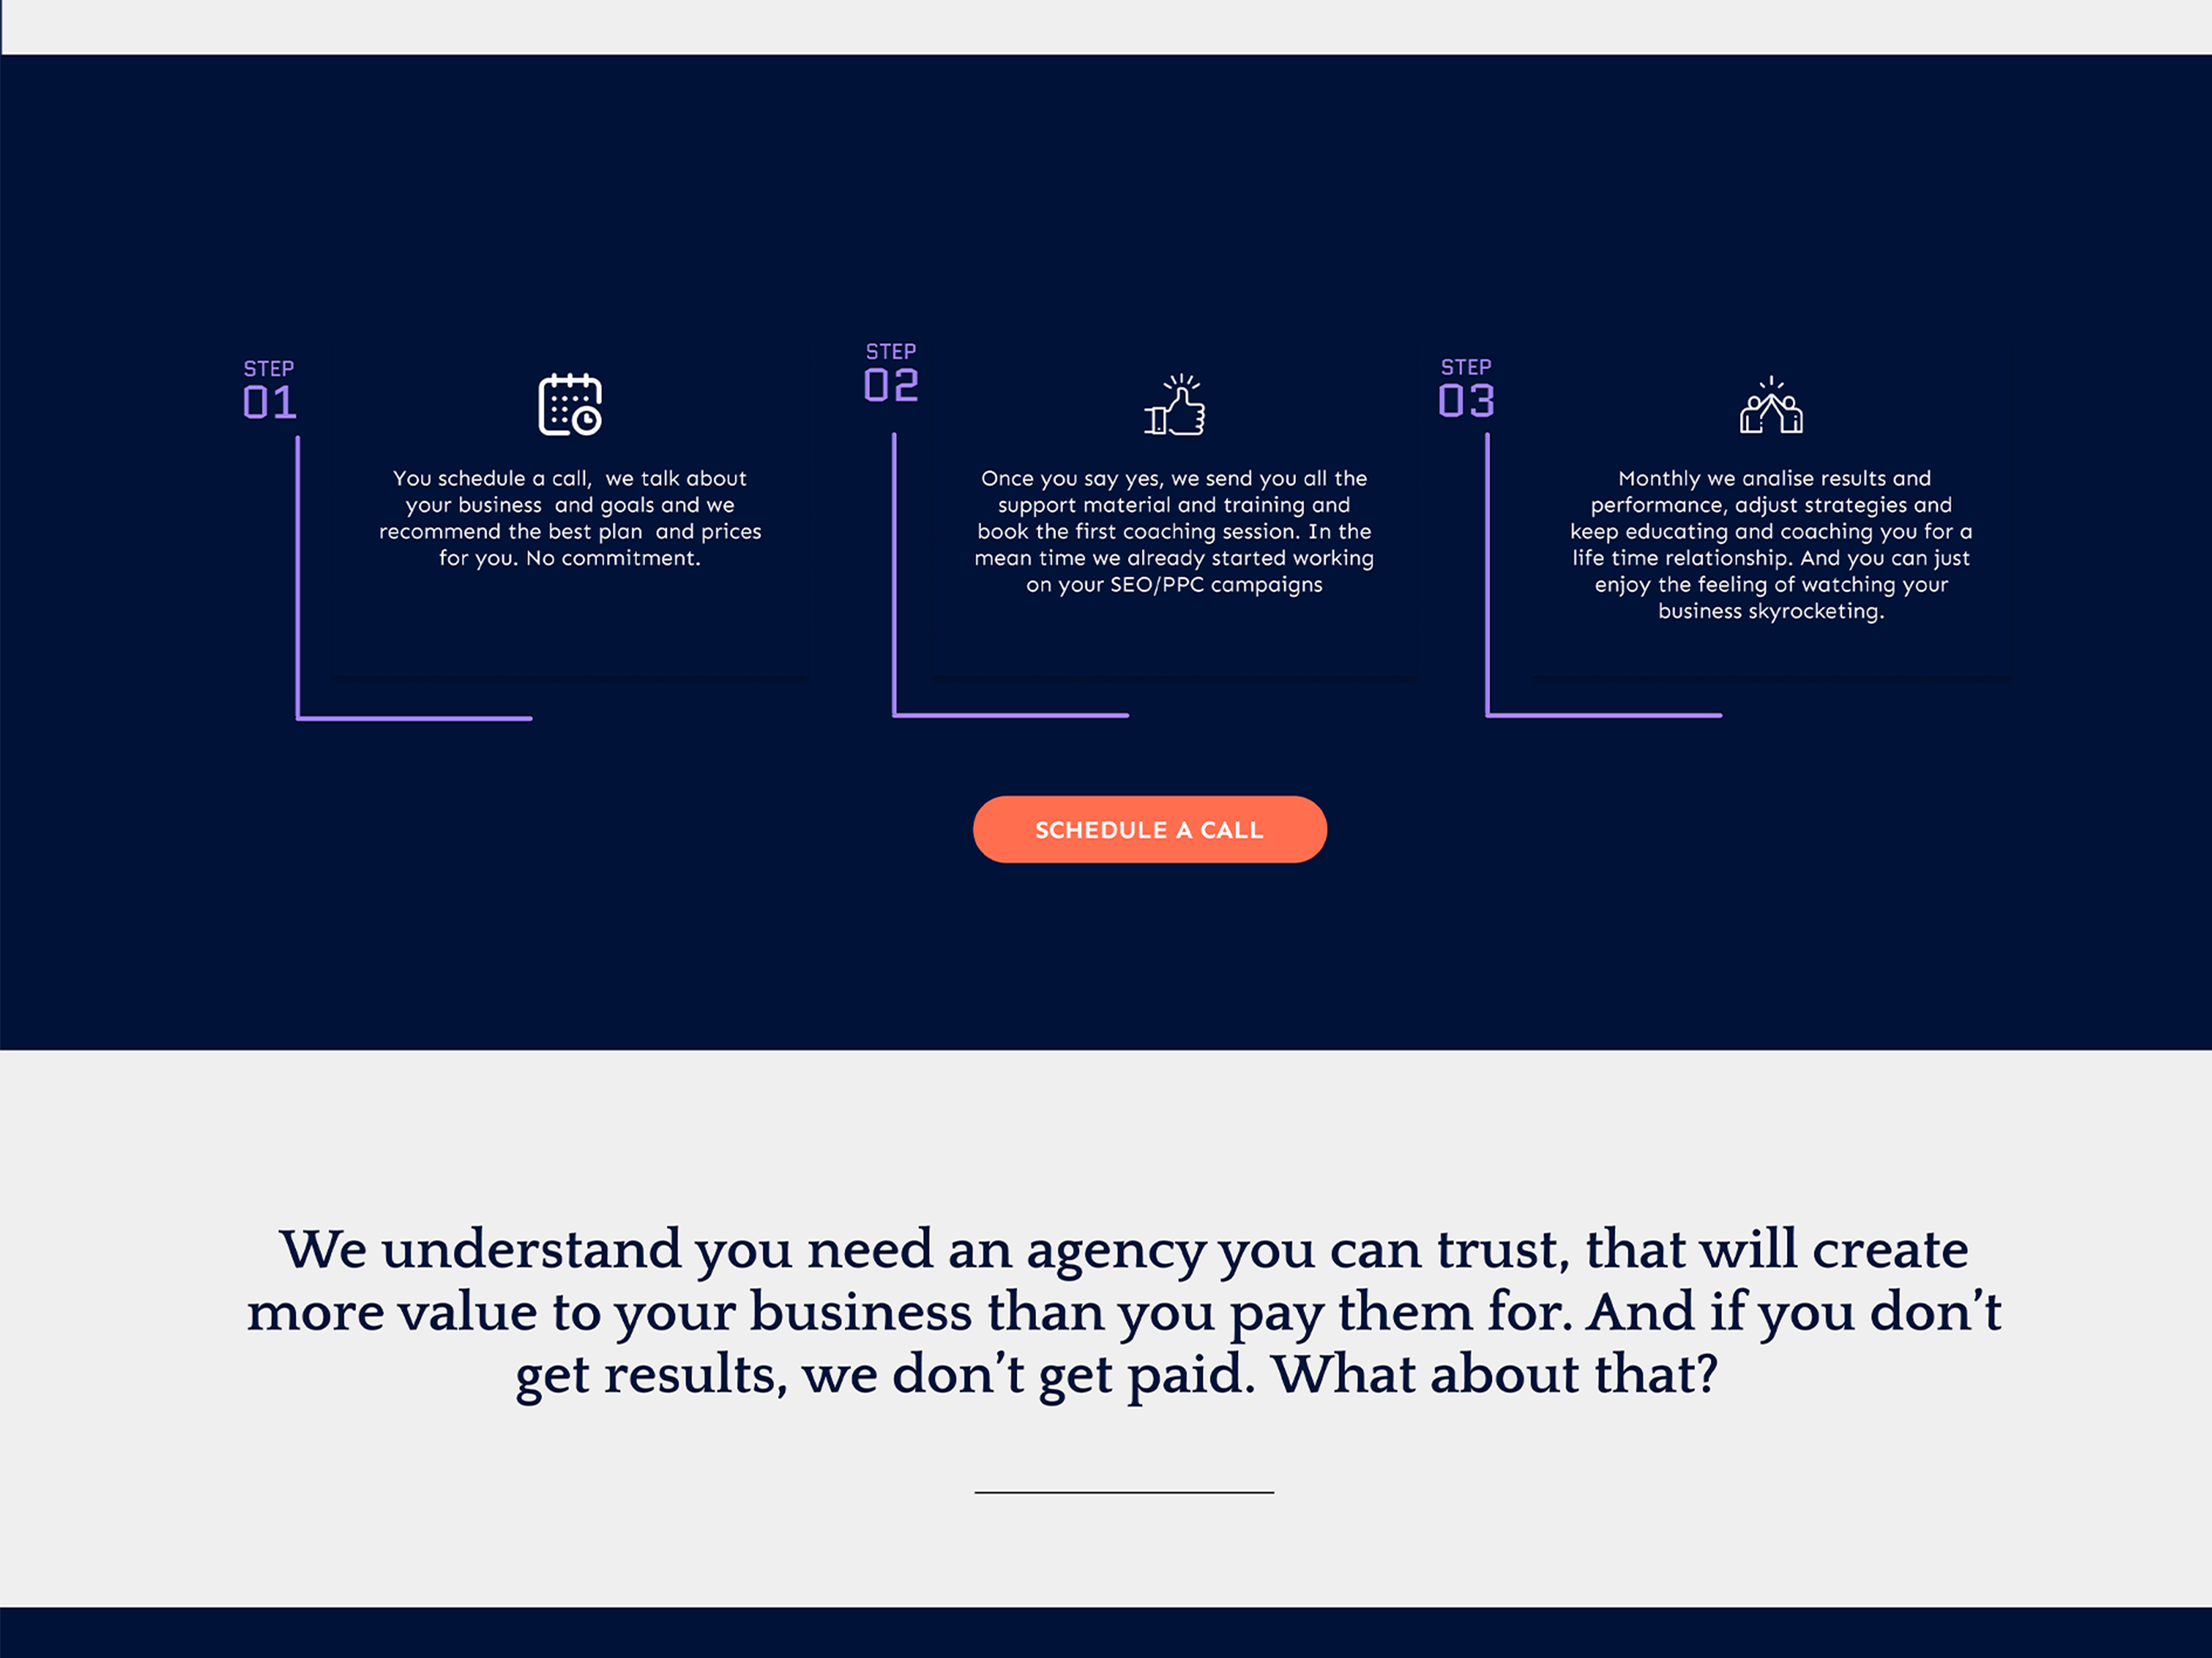 STEP
01
You schedule a call,  we talk about
your business  and goals and we
recommend the best plan  and prices
for you. No commitment.
STEP
02
Once you say yes, we send you all the
support material and training and
book the first coaching session. In the
mean time we already started working
on your SEO/PPC campaigns
STEP
03
Monthly we analise results and
performance, adjust strategies and
keep educating and coaching you for a
life time relationship. And you can just
enjoy the feeling of watching your
business skyrocketing.
SCHEDULE A CALL
We understand you need an agency you can trust, that will create
more value to your business than you pay them for. And if you don’t
get results, we don’t get paid. What about that?